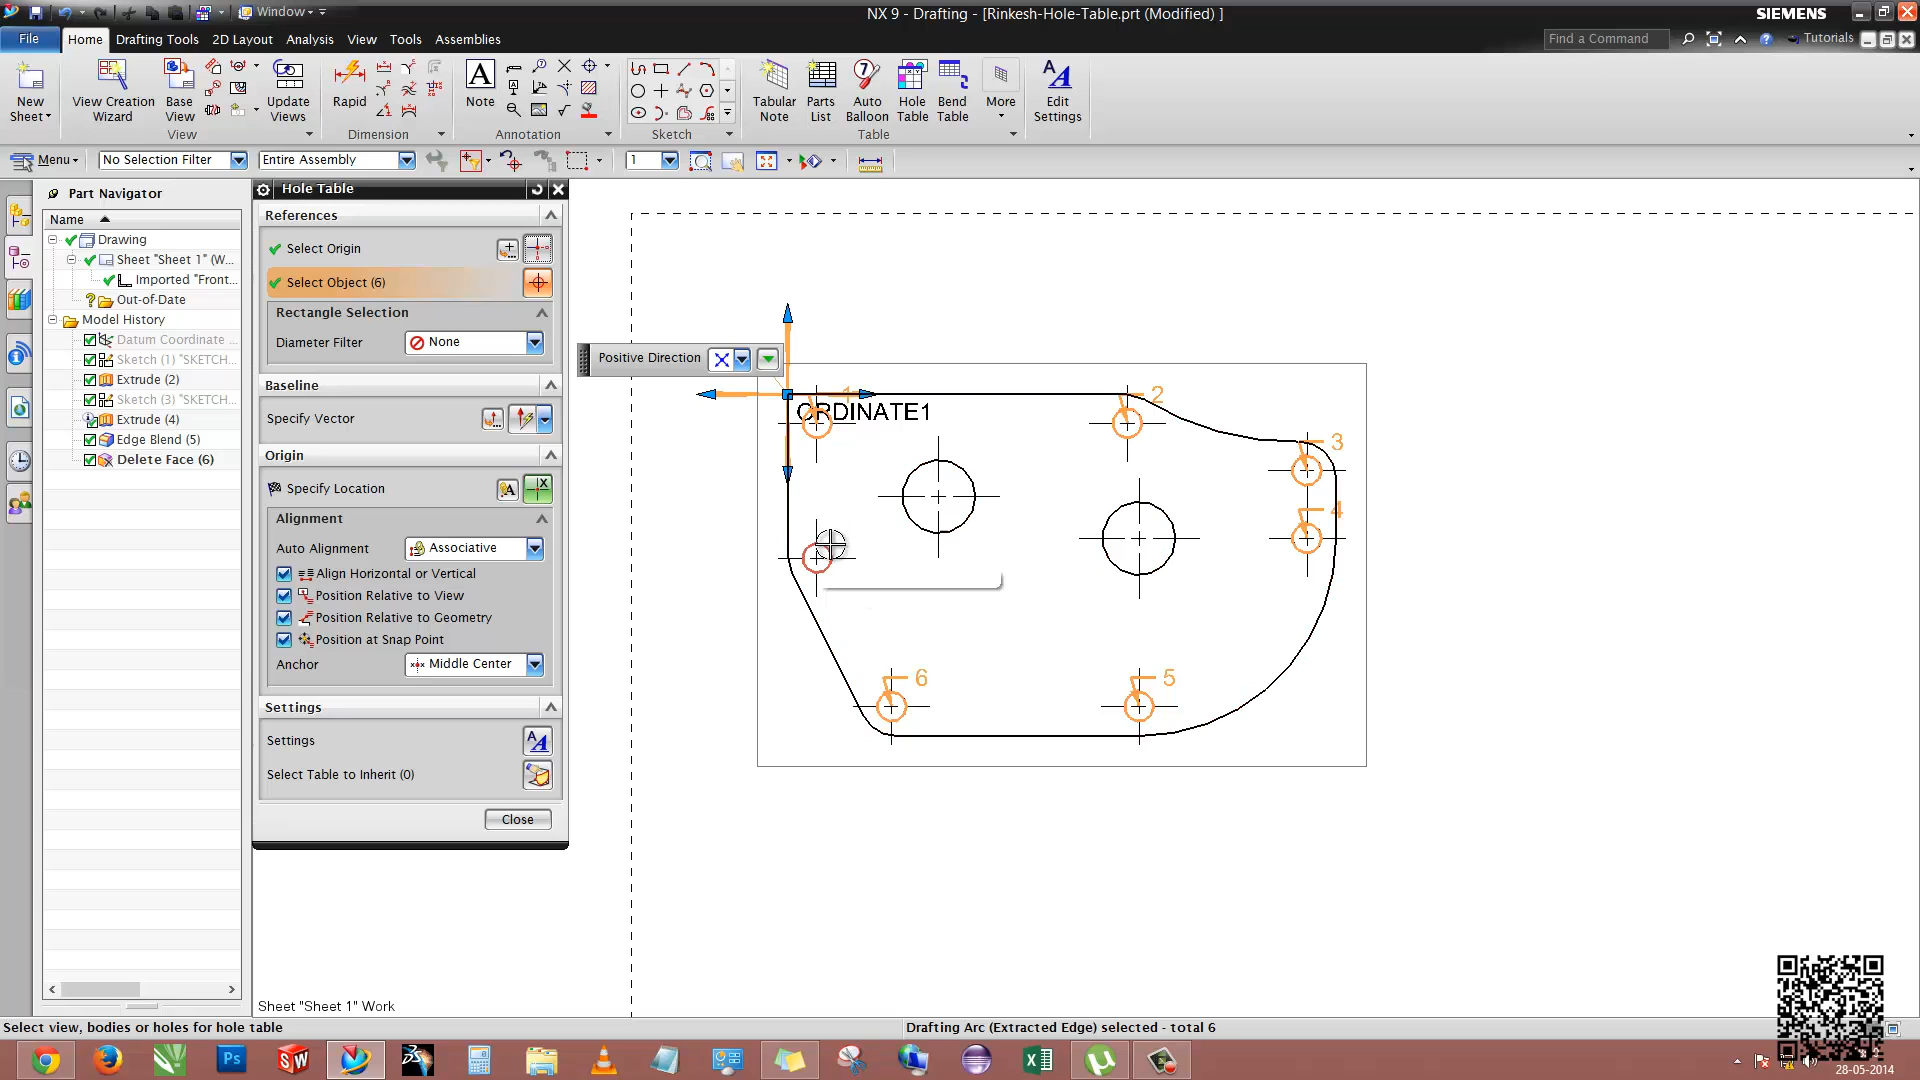 Window
NX 9 - Drafting - [Rinkesh-Hole-Table.prt (Modified) ]
SIEMENS
File
Home
Drafting Tools
2D Layout
Analysis
View
Tools
Assemblies
Find a Command
Tutorials
New Sheet
View Creation Wizard
Base View
Update Views
Rapid
Note
Tabular Note
Parts List
Auto Balloon
Hole Table
Bend Table
More
Edit Settings
View
Dimension
Annotation
Sketch
Table
Menu
No Selection Filter
Entire Assembly
1
Part Navigator
Name
Drawing
Sheet "Sheet 1" (W...
Imported "Front...
Out-of-Date
Model History
Datum Coordinate ...
Sketch (1) "SKETCH...
Extrude (2)
Sketch (3) "SKETCH...
Extrude (4)
Edge Blend (5)
Delete Face (6)
Hole Table
References
Select Origin
Select Object (6)
Rectangle Selection
Diameter Filter
None
Baseline
Specify Vector
Origin
Specify Location
Alignment
Auto Alignment
Associative
Align Horizontal or Vertical
Position Relative to View
Position Relative to Geometry
Position at Snap Point
Anchor
Middle Center
Settings
Settings
Select Table to Inherit (0)
Close
Positive Direction
ORDINATE1
1
2
3
4
5
6
Sheet "Sheet 1" Work
Select view, bodies or holes for hole table
Drafting Arc (Extracted Edge) selected - total 6
Ps
SW
28-05-2014